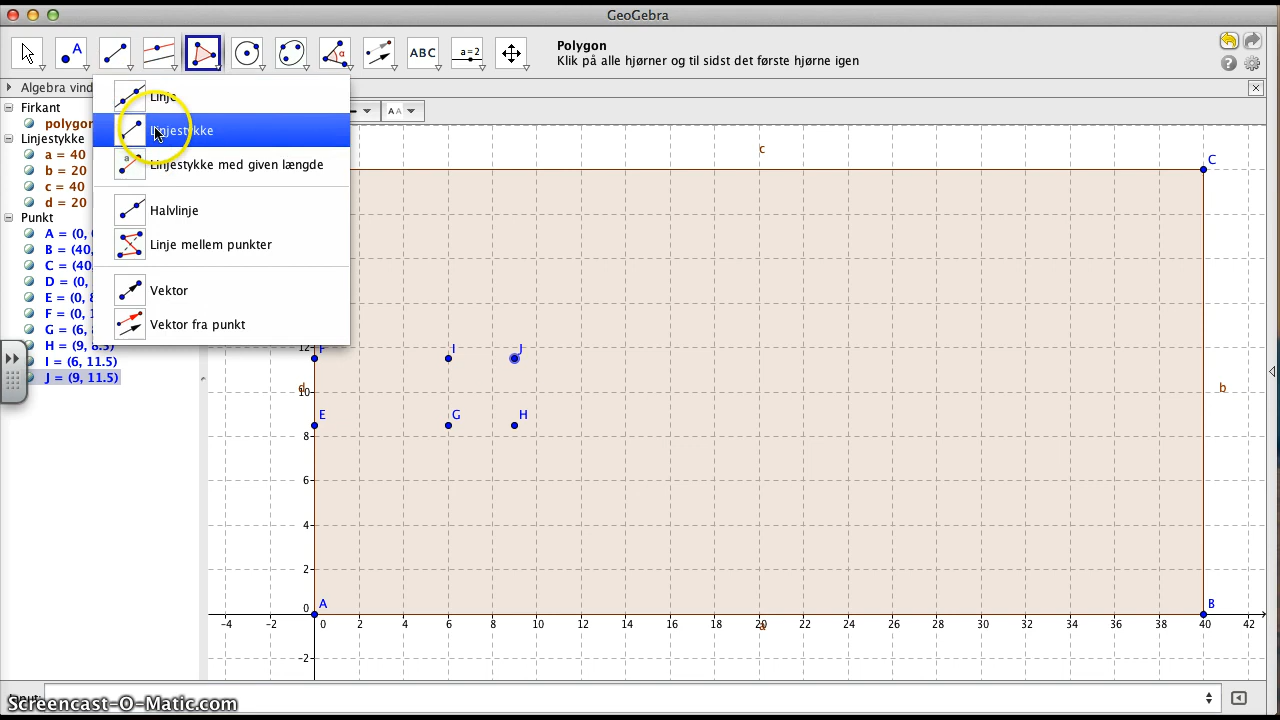 GeoGebra
A
α
ABC
a=2
Polygon
Klik på alle hjørner og til sidst det første hjørne igen
Algebra vind
Linje
Linjestykke
a
Linjestykke med given længde
Halvlinje
Linje mellem punkter
Vektor
Vektor fra punkt
Firkant
polygon
Linjestykke
a = 40
b = 20
c = 40
d = 20
Punkt
A = (0,
B = (40,
C = (40
D = (0,
E = (0,
F = (0, 1
G = (6,
H = (9, 8.5)
I = (6, 11.5)
J = (9, 11.5)
A A
c
C
12 F I J
d 10 b
E G H
8
6
4
2
0 A B
-4 -2 0 2 4 6 8 10 12 14 16 18 20 22 24 26 28 30 32 34 36 38 40 42
a
-2
Screencast-O-Matic.com